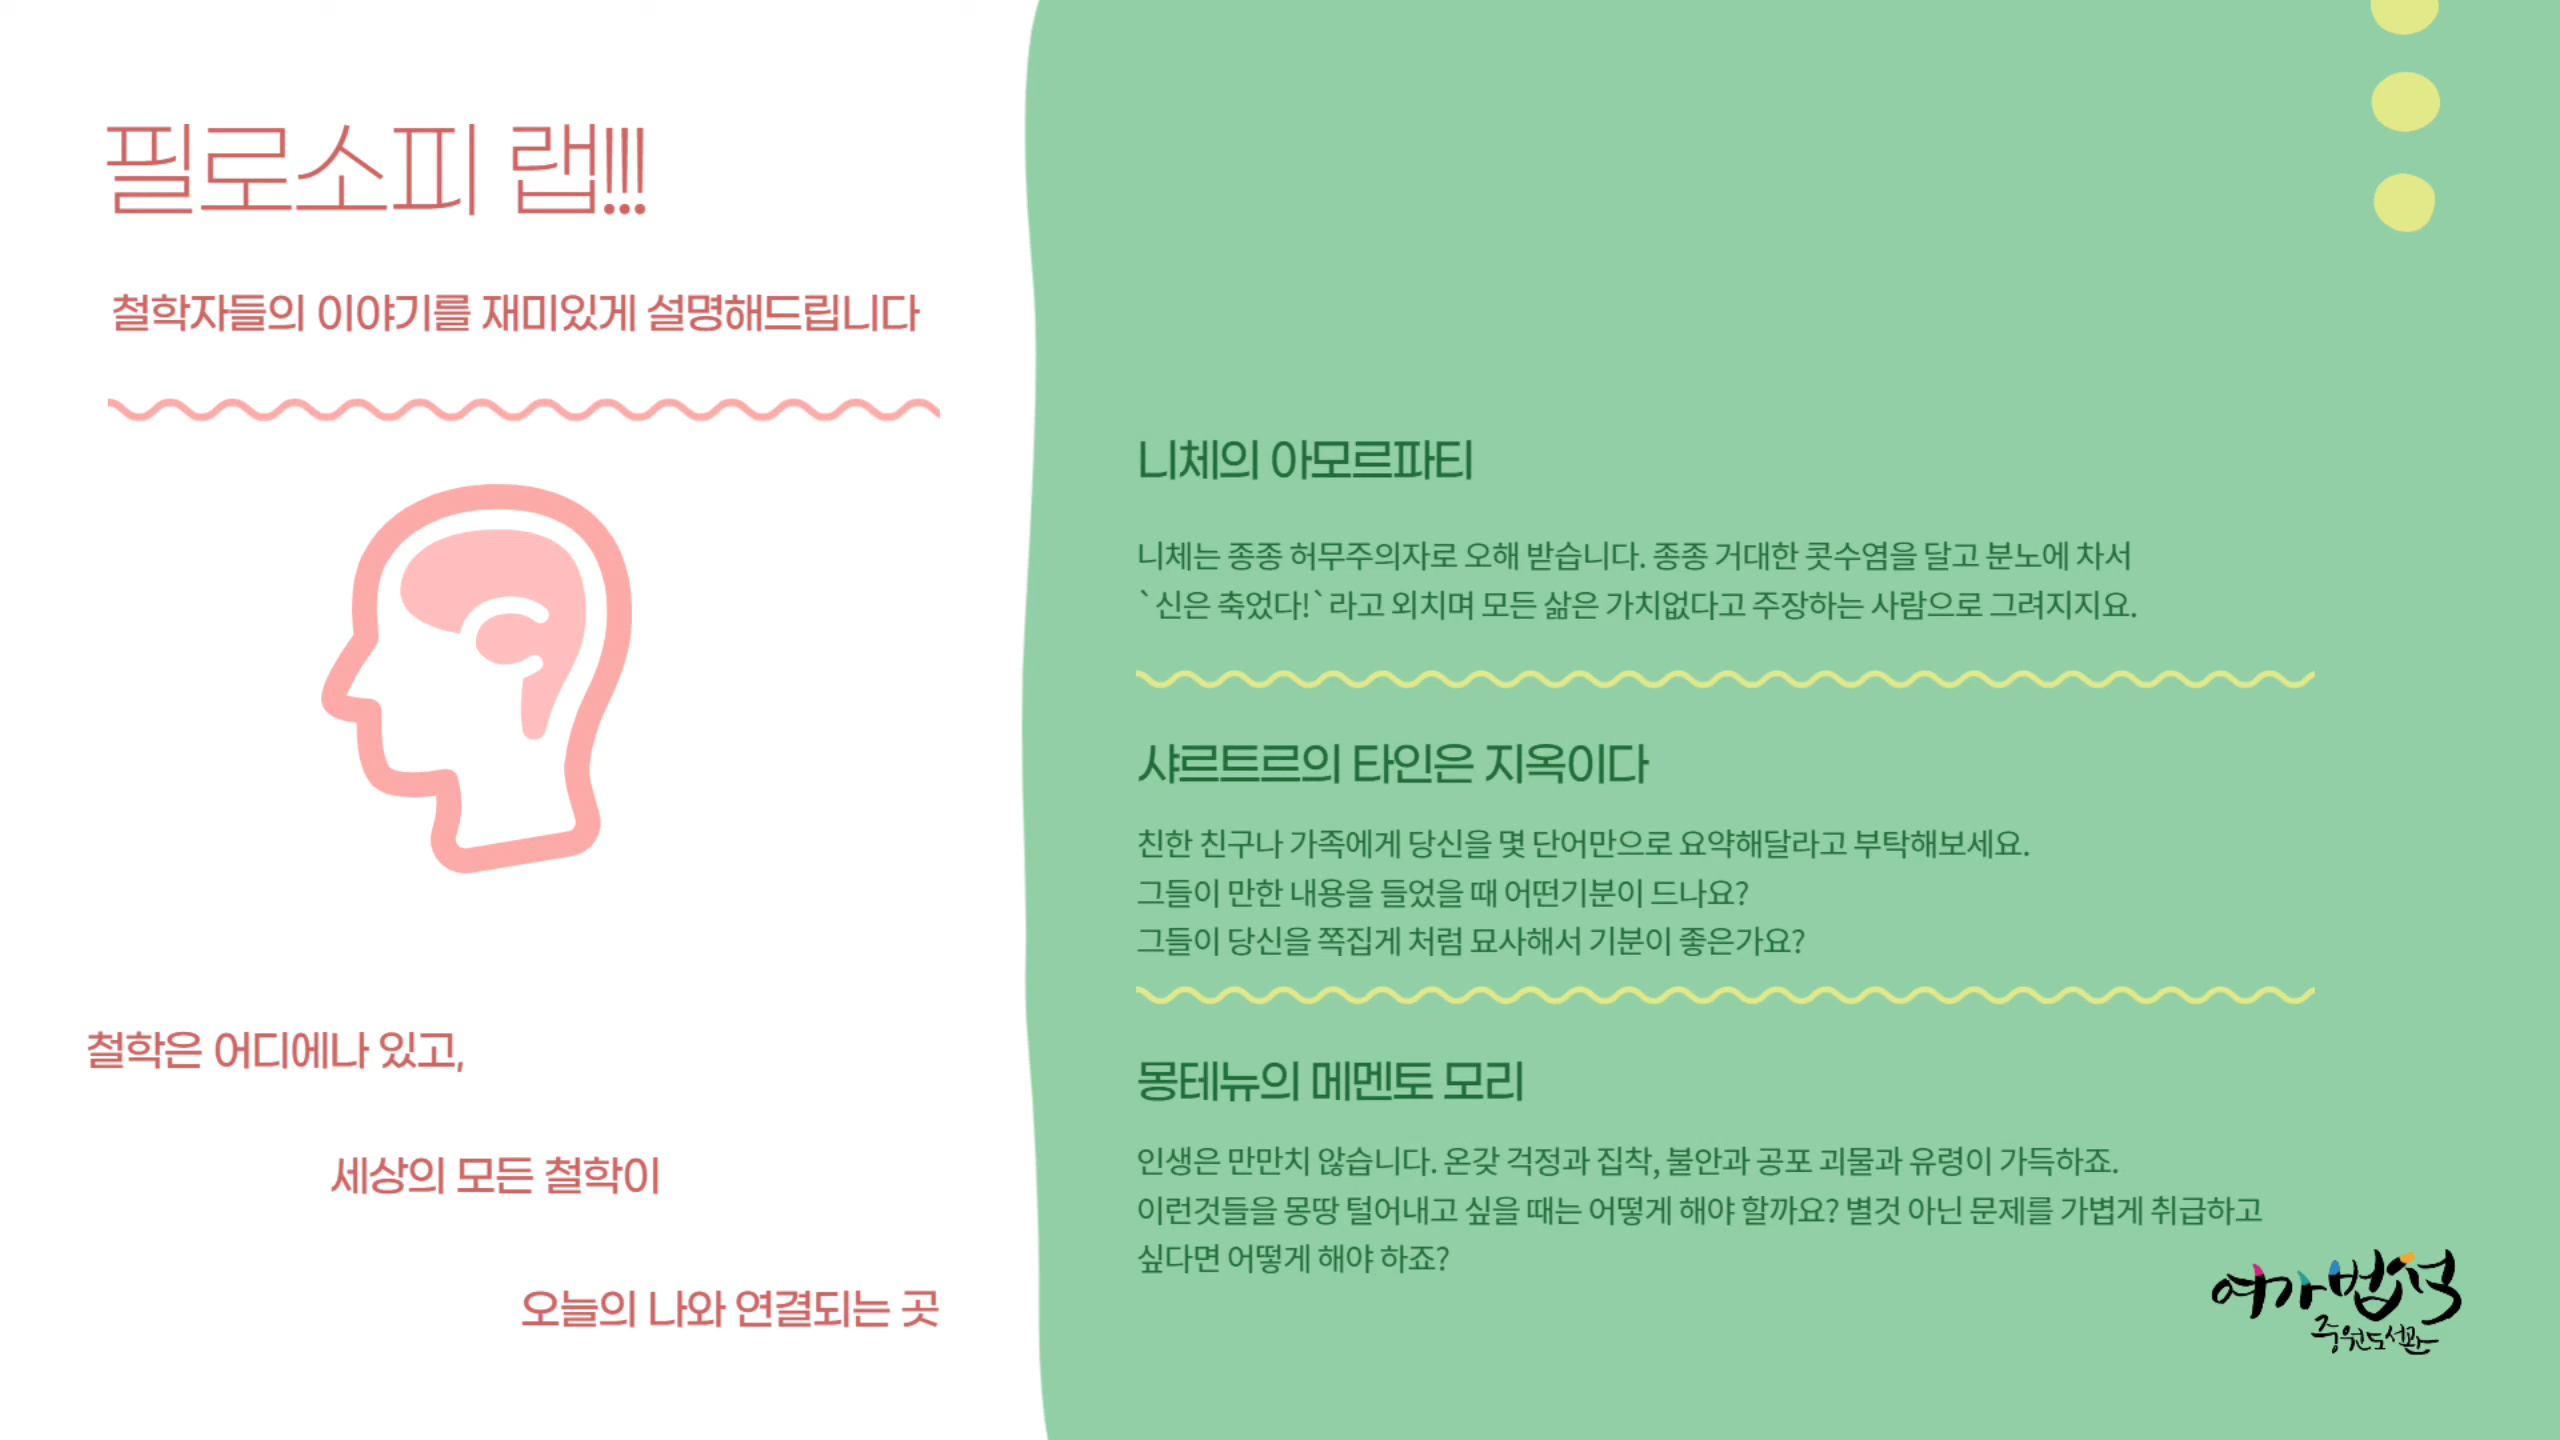 필로소피 랩!!!
철학자들의 이야기를 재미있게 설명해드립니다
철학은 어디에나 있고,
세상의 모든 철학이
오늘의 나와 연결되는 곳
니체의 아모르파티
니체는 종종 허무주의자로 오해 받습니다. 종종 거대한 콧수염을 달고 분노에 차서
`신은 축었다!`라고 외치며 모든 삶은 가치없다고 주장하는 사람으로 그려지지요.
샤르트르의 타인은 지옥이다
친한 친구나 가족에게 당신을 몇 단어만으로 요약해달라고 부탁해보세요.
그들이 만한 내용을 들었을 때 어떤기분이 드나요?
그들이 당신을 쪽집게 처럼 묘사해서 기분이 좋은가요?
몽테뉴의 메멘토 모리
인생은 만만치 않습니다. 온갖 걱정과 집착, 불안과 공포 괴물과 유령이 가득하죠.
이런것들을 몽땅 털어내고 싶을 때는 어떻게 해야 할까요? 별것 아닌 문제를 가볍게 취급하고
싶다면 어떻게 해야 하죠?
여가법석
중원도서관